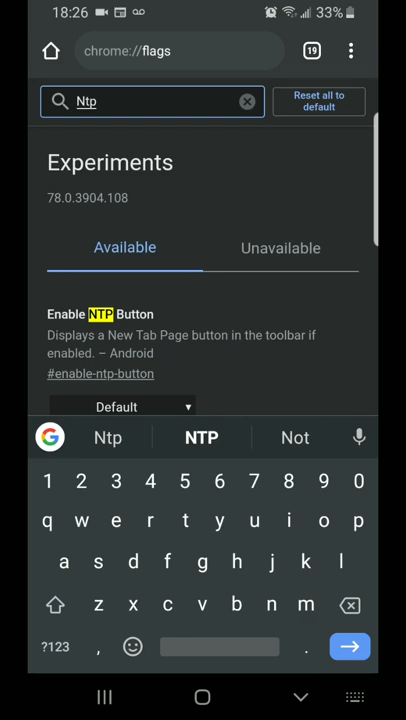 18:26 33%
chrome://flags 19
Ntp
Reset all to
default
Experiments
78.0.3904.108
Available Unavailable
Enable NTP Button
Displays a New Tab Page button in the toolbar if
enabled. – Android
#enable-ntp-button
Default
Ntp NTP Not
1 2 3 4 5 6 7 8 9 0
q w e r t y u i o p
a s d f g h j k l
z x c v b n m
?123 , .